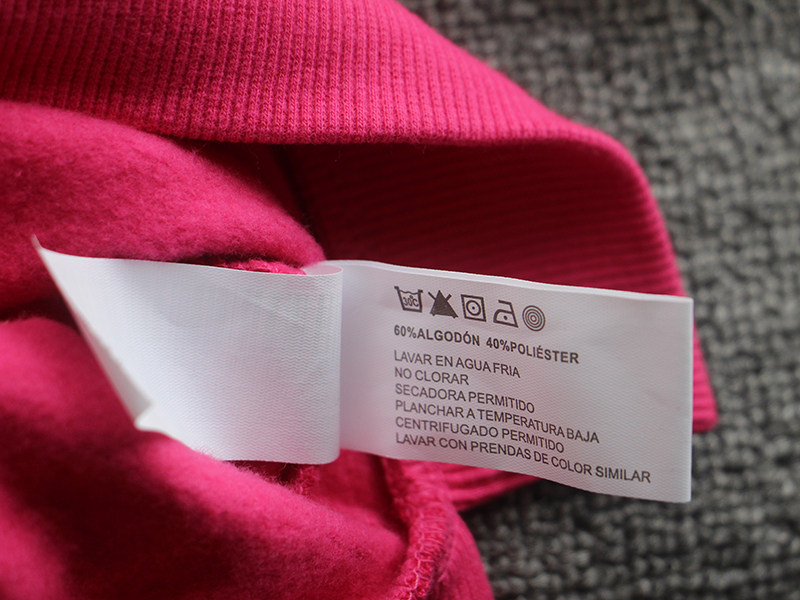 30C
60%ALGODÓN 40%POLIÉSTER
LAVAR EN AGUA FRIA
NO CLORAR
SECADORA PERMITIDO
PLANCHAR A TEMPERATURA BAJA
CENTRIFUGADO PERMITIDO
LAVAR CON PRENDAS DE COLOR SIMILAR